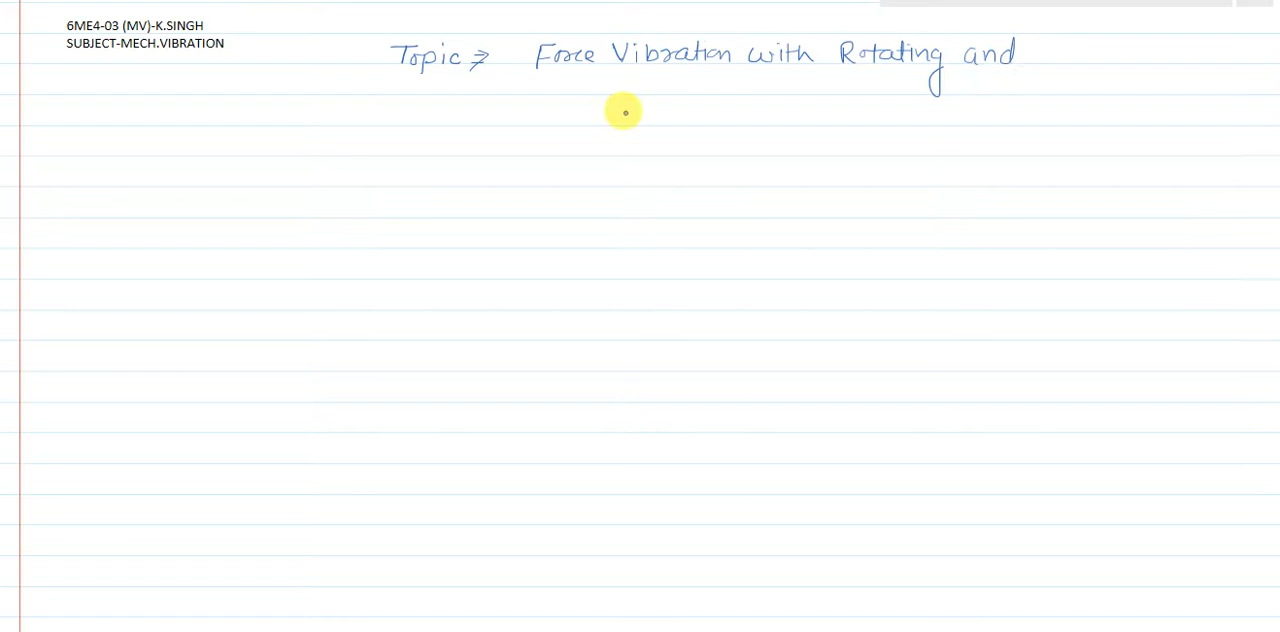 6ME4-03 (MV)-K.SINGH
SUBJECT-MECH.VIBRATION
Topic ⇒ Force Vibration with Rotating and